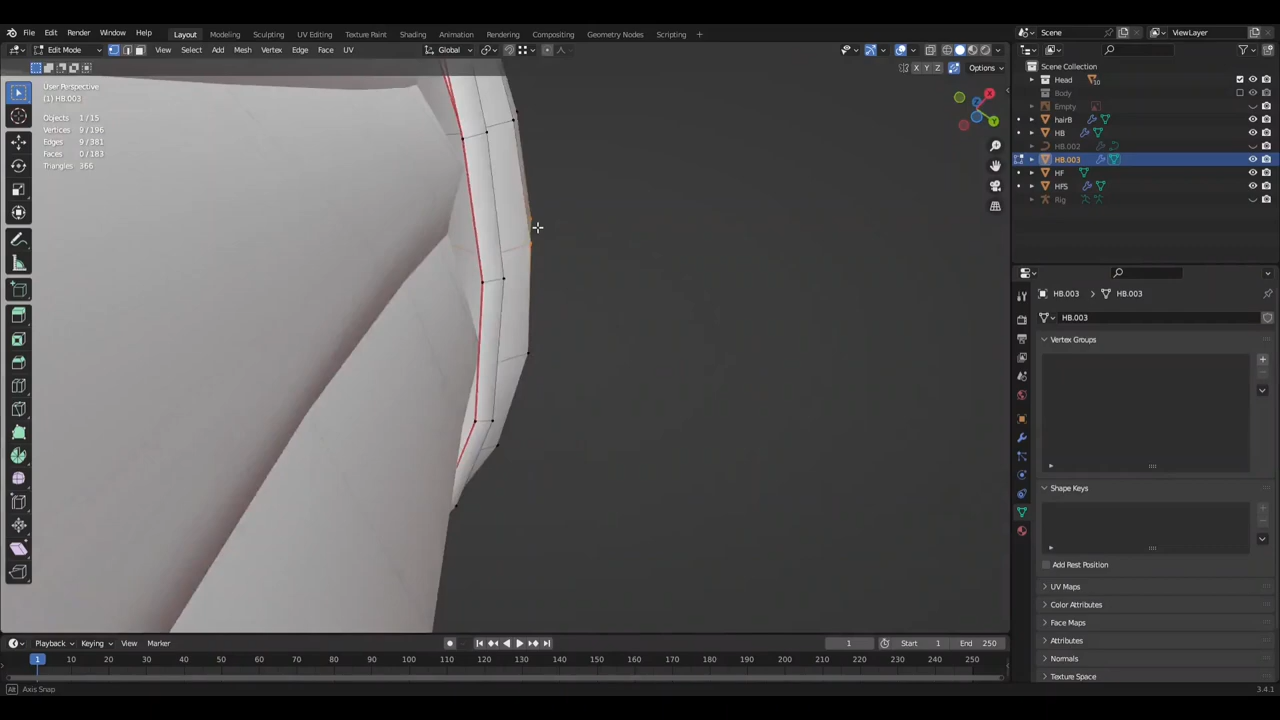 File Edit Render Window Help Layout Modeling Sculpting UV Editing Texture Paint Shading Animation Rendering Compositing Geometry Nodes Scripting Scene ViewLayer
Edit Mode View Select Add Mesh Vertex Edge Face UV Global
X Y Z Options
User Perspective
(1) HB.003
Objects 1/15
Vertices 9/196
Edges 9/381
Faces 0/183
Triangles 366
X
Y
Scene Collection
Head 10
Body
Empty
hairB
HB
HB.002
HB.003
HF
HFS
Rig
HB.003 HB.003
HB.003
Vertex Groups
Shape Keys
Add Rest Position
UV Maps
Color Attributes
Face Maps
Attributes
Normals
Texture Space
Playback Keying View Marker 1 Start 1 End 250
1 10 20 30 40 50 60 70 80 90 100 110 120 130 140 150 160 170 180 190 200 210 220 230 240 250
Alt Axis Snap 3.4.1